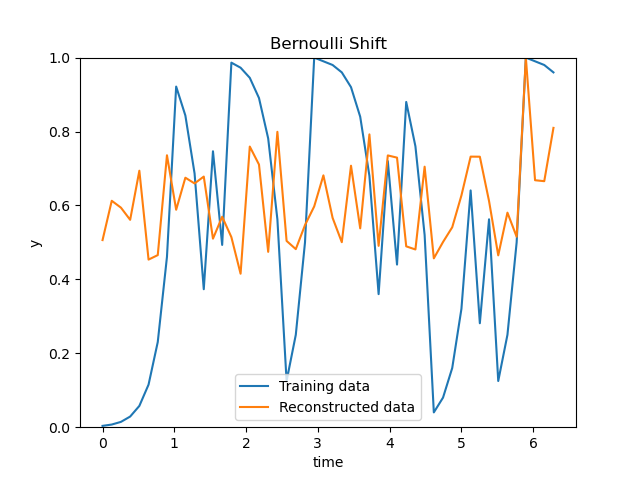 Bernoulli Shift
1.0
0.8
0.6
0.4
0.2
0.0
y
Training data
Reconstructed data
0 1 2 3 4 5 6
time